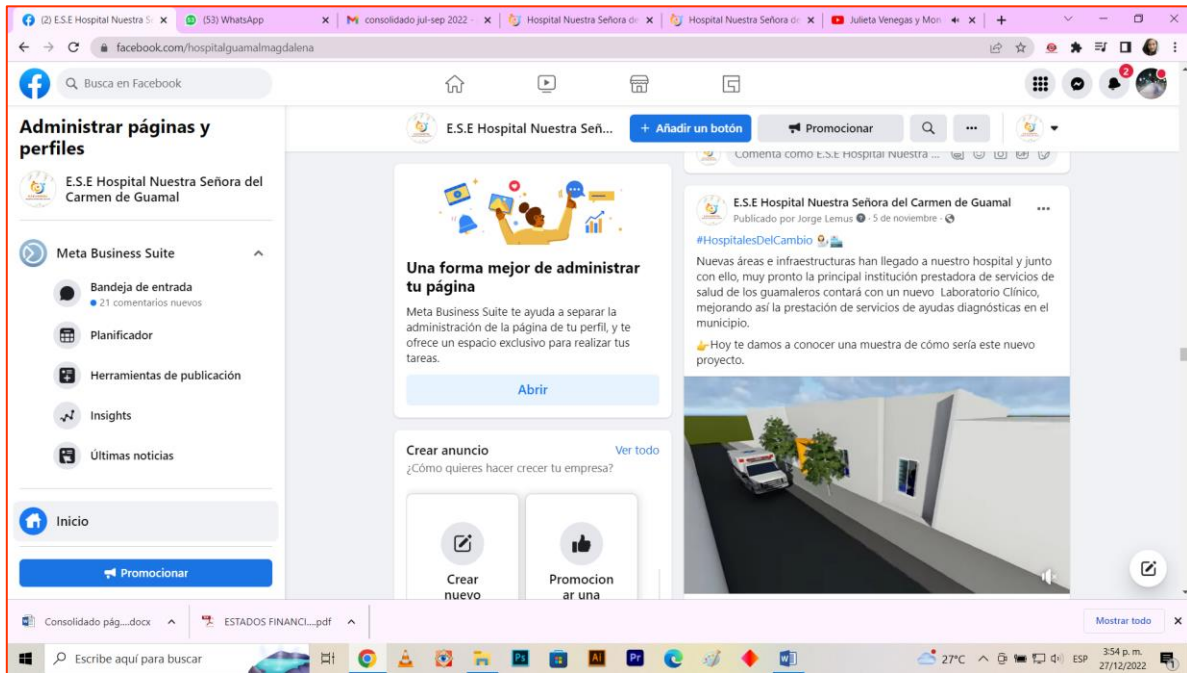 (2) E.S.E Hospital Nuestra S
(53) WhatsApp
consolidado jul-sep 2022 -
Hospital Nuestra Señora de
Hospital Nuestra Señora de
Julieta Venegas y Mon
facebook.com/hospitalguamalmagdalena
Busca en Facebook
2
Administrar páginas y
perfiles
E.S.E Hospital Nuestra Señora del
Carmen de Guamal
Meta Business Suite
Bandeja de entrada
21 comentarios nuevos
Planificador
Herramientas de publicación
Insights
Últimas noticias
Inicio
Promocionar
E.S.E Hospital Nuestra Señ...
+ Añadir un botón
Promocionar
Una forma mejor de administrar
tu página
Meta Business Suite te ayuda a separar la
administración de la página de tu perfil, y te
ofrece un espacio exclusivo para realizar tus
tareas.
Abrir
Crear anuncio
Ver todo
¿Cómo quieres hacer crecer tu empresa?
Crear
nuevo
Promocion
ar una
Comenta como E.S.E Hospital Nuestra ...
E.S.E Hospital Nuestra Señora del Carmen de Guamal
Publicado por Jorge Lemus · 5 de noviembre ·
#HospitalesDelCambio
Nuevas áreas e infraestructuras han llegado a nuestro hospital y junto
con ello, muy pronto la principal institución prestadora de servicios de
salud de los guamaleros contará con un nuevo Laboratorio Clínico,
mejorando así la prestación de servicios de ayudas diagnósticas en el
municipio.
Hoy te damos a conocer una muestra de cómo sería este nuevo
proyecto.
Consolidado pág....docx
ESTADOS FINANCI....pdf
Mostrar todo
Escribe aquí para buscar
Ps
Ai
Pr
27°C
ESP
3:54 p. m.
27/12/2022
1